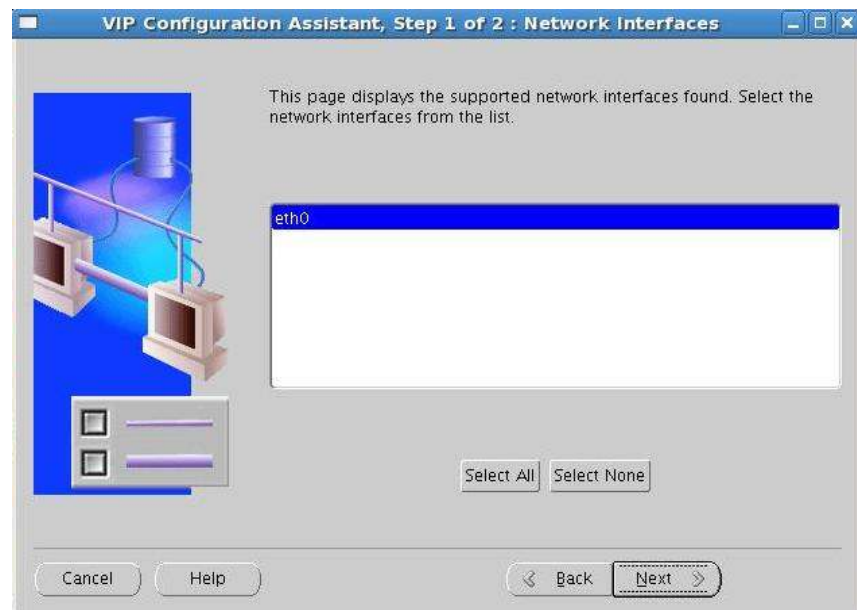 VIP Configuration Assistant, Step 1 of 2 : Network Interfaces
This page displays the supported network interfaces found. Select the
network interfaces from the list.
eth0
Select All Select None
Cancel Help Back Next